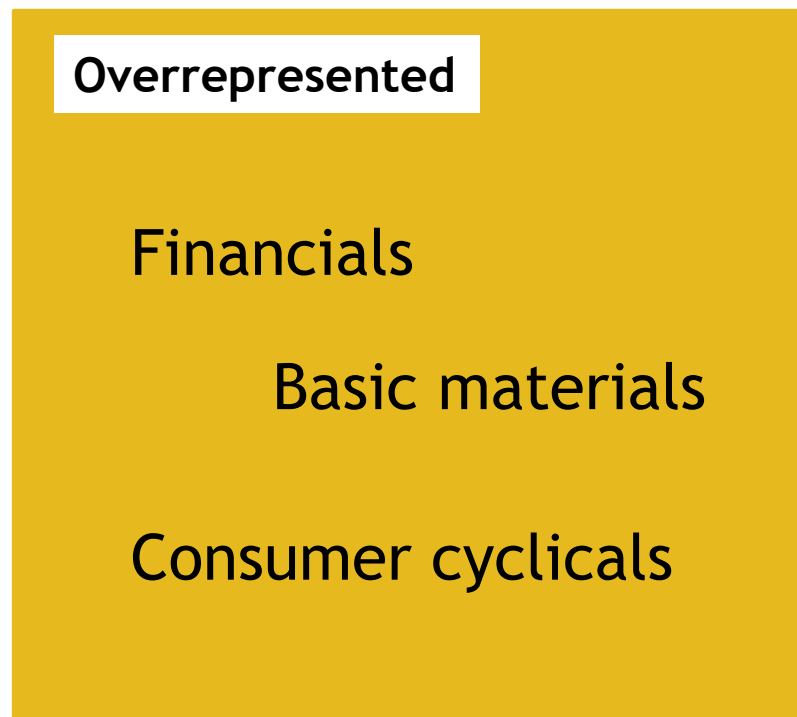 Overrepresented
Financials
Basic materials
Consumer cyclicals